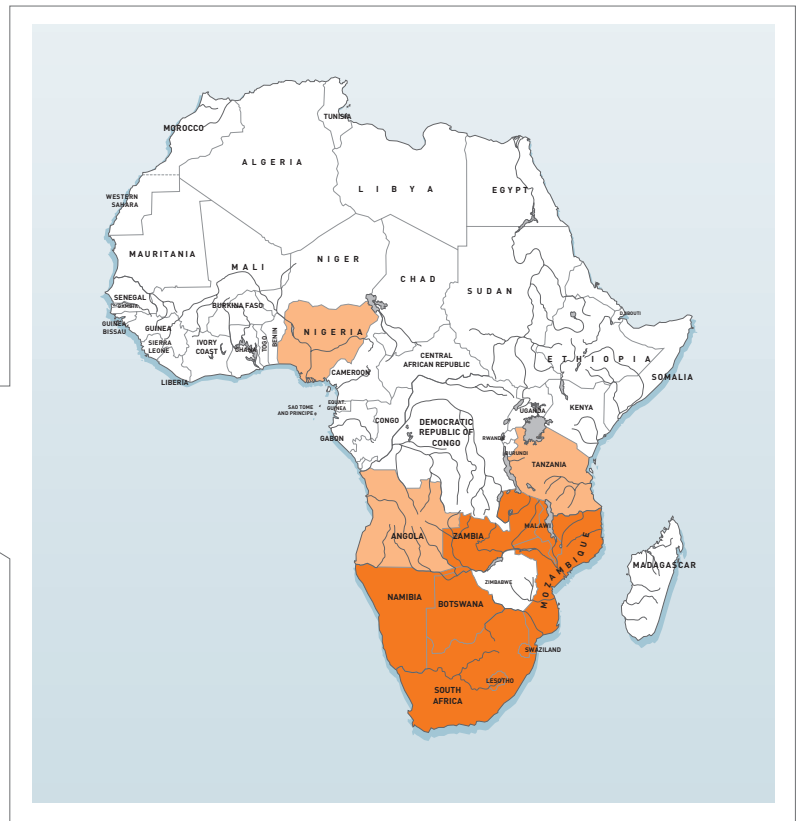 TUNISIA
MOROCCO
ALGERIA
LIBYA
EGYPT
WESTERN
SAHARA
MAURITANIA
MALI
NIGER
CHAD
SUDAN
SENEGAL
GAMBIA
BURKINA FASO
DJIBOUTI
GUINEA
BISSAU
GUINEA
NIGERIA
BENIN
TOGO
GHANA
IVORY
COAST
SIERRA
LEONE
LIBERIA
CENTRAL
AFRICAN REPUBLIC
ETHIOPIA
SOMALIA
CAMEROON
EQUAT.
GUINEA
SAO TOME
AND PRINCIPE
UGANDA
KENYA
CONGO
DEMOCRATIC
REPUBLIC OF
CONGO
GABON
RWANDA
BURUNDI
TANZANIA
ANGOLA
ZAMBIA
MALAWI
MOZAMBIQUE
MADAGASCAR
ZIMBABWE
NAMIBIA
BOTSWANA
SWAZILAND
LESOTHO
SOUTH
AFRICA